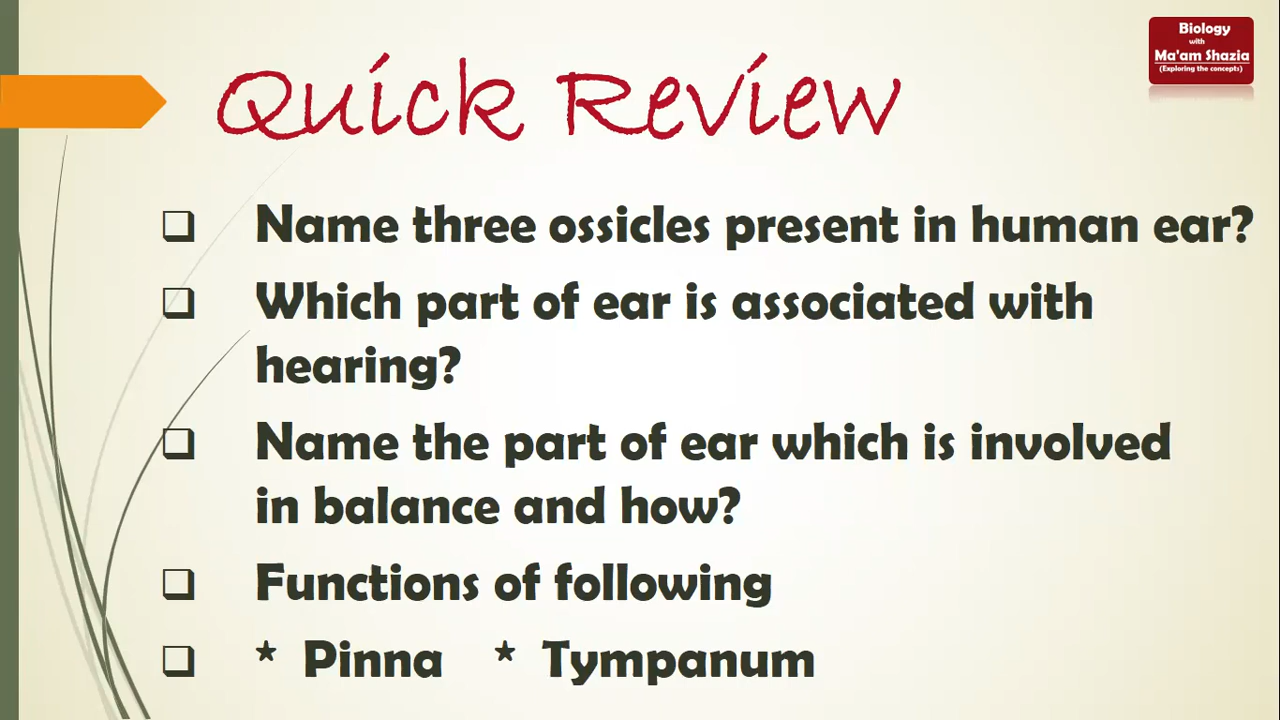 Biology
with
Ma'am Shazia
(Exploring the concepts)
Quick Review
❑ Name three ossicles present in human ear?
❑ Which part of ear is associated with
hearing?
❑ Name the part of ear which is involved
in balance and how?
❑ Functions of following
❑ * Pinna * Tympanum